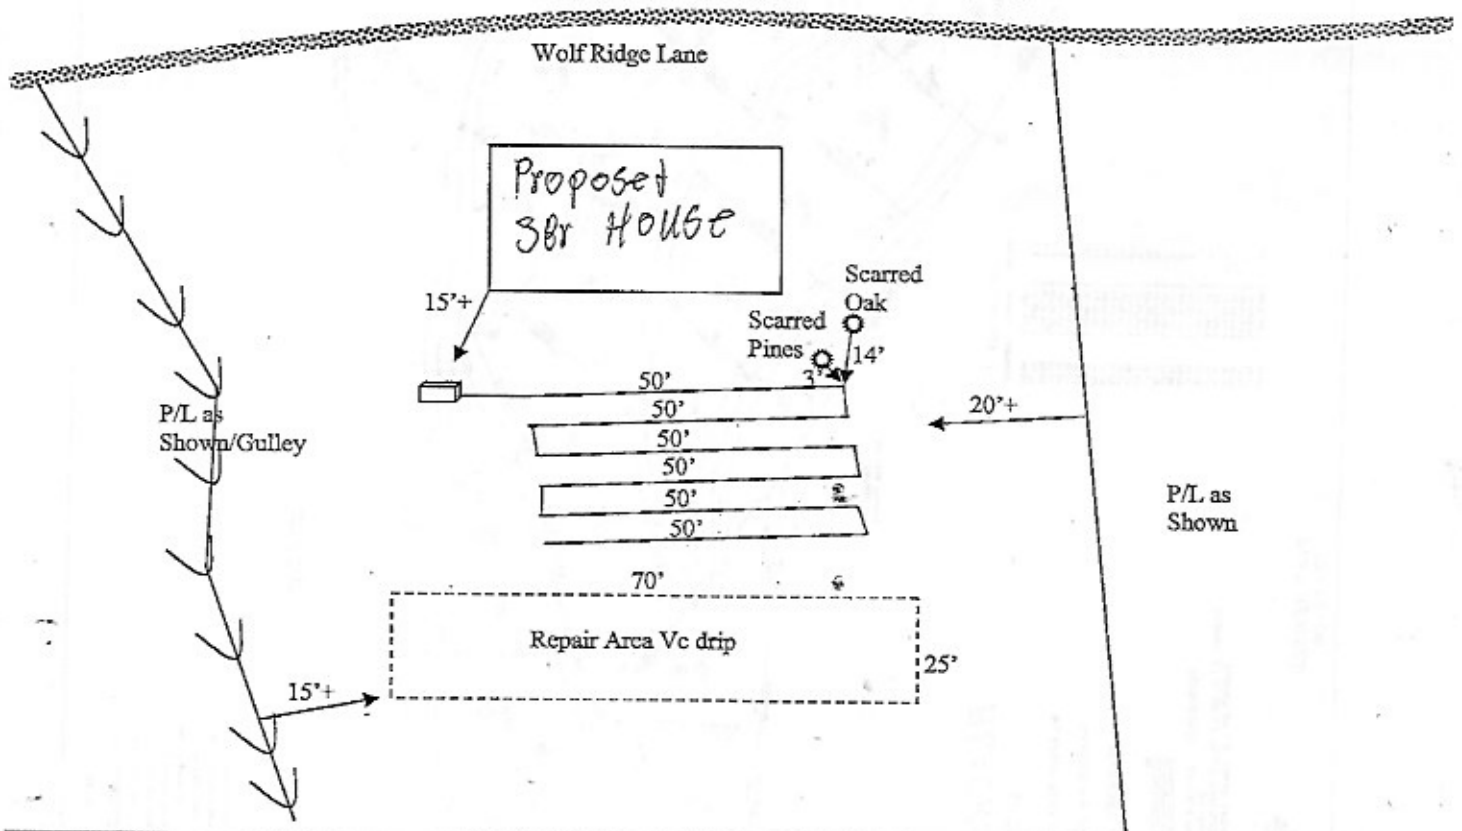 Wolf Ridge Lane
Proposed
3Br HOUSE
15'+
Scarred
Oak
Scarred
Pines
14'
3'
50'
50'
50'
50'
50'
50'
20'+
P/L as
Shown/Gulley
P/L as
Shown
70'
Repair Area Vc drip
25'
15'+